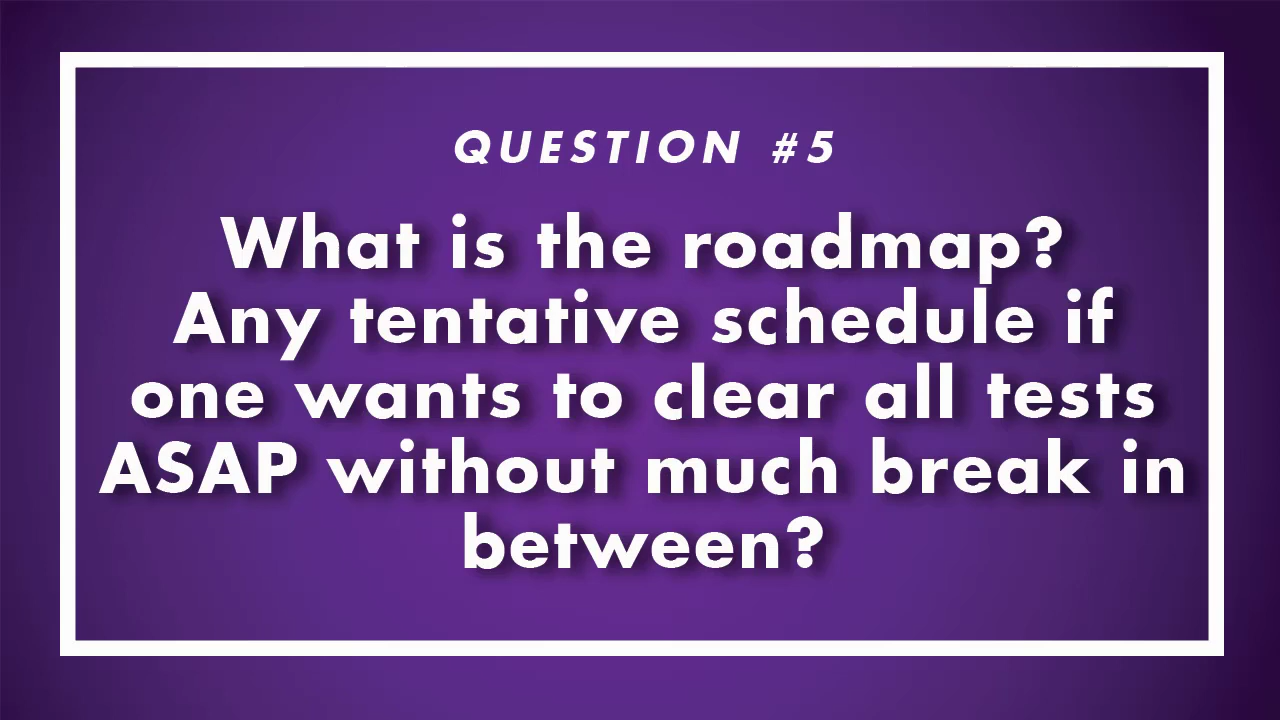 QUESTION #5
What is the roadmap?
Any tentative schedule if
one wants to clear all tests
ASAP without much break in
between?